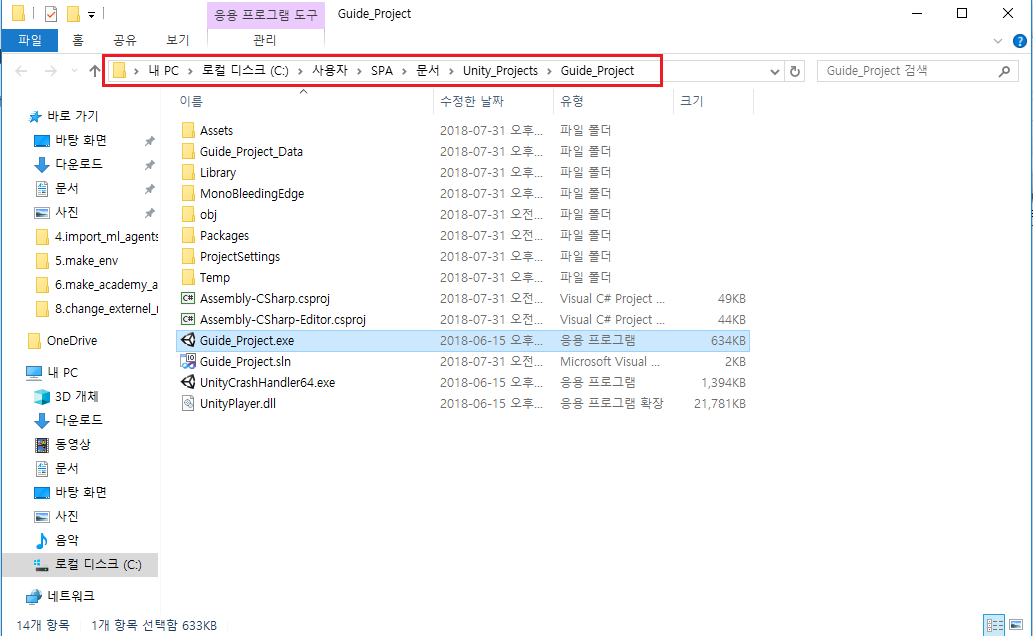 응용 프로그램 도구 Guide_Project
파일 홈 공유 보기 관리
내 PC 로컬 디스크 (C:) 사용자 SPA 문서 Unity_Projects Guide_Project Guide_Project 검색
이름 수정한 날짜 유형 크기
바로 가기
바탕 화면
다운로드
문서
사진
4.import_ml_agents
5.make_env
6.make_academy_a
8.change_externel_r
OneDrive
내 PC
3D 개체
다운로드
동영상
문서
바탕 화면
사진
음악
로컬 디스크 (C:)
네트워크
Assets 2018-07-31 오후... 파일 폴더
Guide_Project_Data 2018-07-31 오후... 파일 폴더
Library 2018-07-31 오후... 파일 폴더
MonoBleedingEdge 2018-07-31 오후... 파일 폴더
obj 2018-07-31 오전... 파일 폴더
Packages 2018-07-31 오전... 파일 폴더
ProjectSettings 2018-07-31 오후... 파일 폴더
Temp 2018-07-31 오후... 파일 폴더
Assembly-CSharp.csproj 2018-07-31 오전... Visual C# Project ... 49KB
Assembly-CSharp-Editor.csproj 2018-07-31 오전... Visual C# Project ... 44KB
Guide_Project.exe 2018-06-15 오후... 응용 프로그램 634KB
Guide_Project.sln 2018-07-31 오전... Microsoft Visual ... 2KB
UnityCrashHandler64.exe 2018-06-15 오후... 응용 프로그램 1,394KB
UnityPlayer.dll 2018-06-15 오후... 응용 프로그램 확장 21,781KB
14개 항목 1개 항목 선택함 633KB